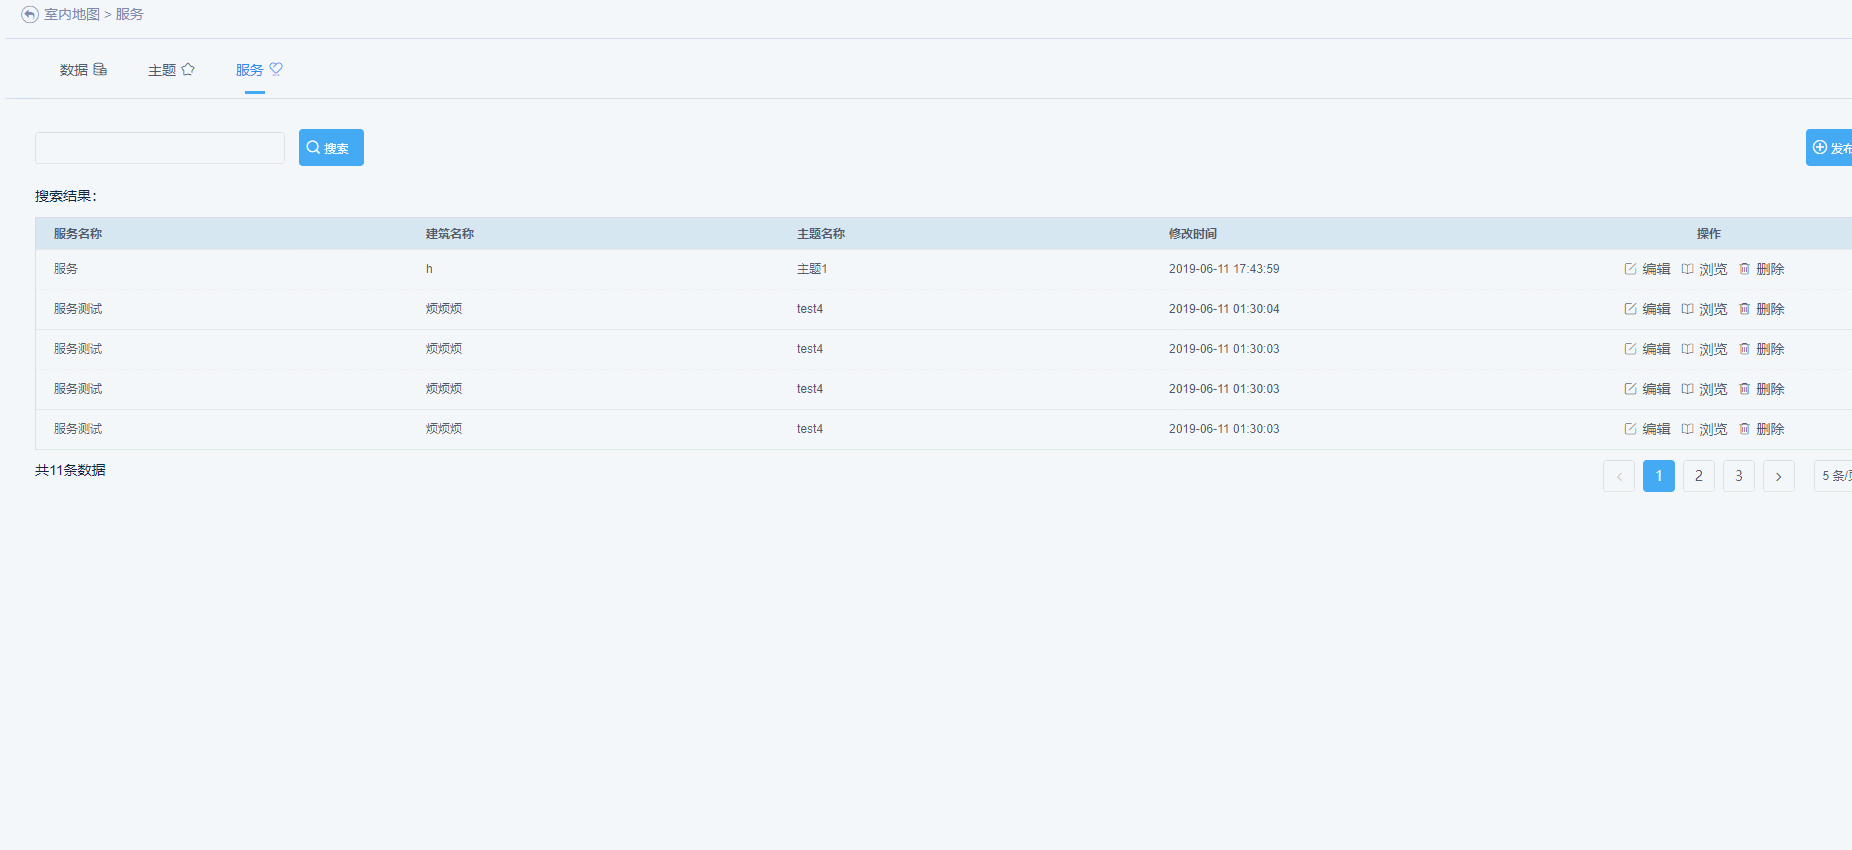 室内地图 > 服务
数据 主题 服务
搜索 发布
搜索结果：
服务名称 建筑名称 主题名称 修改时间 操作
服务 h 主题1 2019-06-11 17:43:59 编辑 浏览 删除
服务测试 烦烦烦 test4 2019-06-11 01:30:04 编辑 浏览 删除
服务测试 烦烦烦 test4 2019-06-11 01:30:03 编辑 浏览 删除
服务测试 烦烦烦 test4 2019-06-11 01:30:03 编辑 浏览 删除
服务测试 烦烦烦 test4 2019-06-11 01:30:03 编辑 浏览 删除
共11条数据 < 1 2 3 > 5 条/页